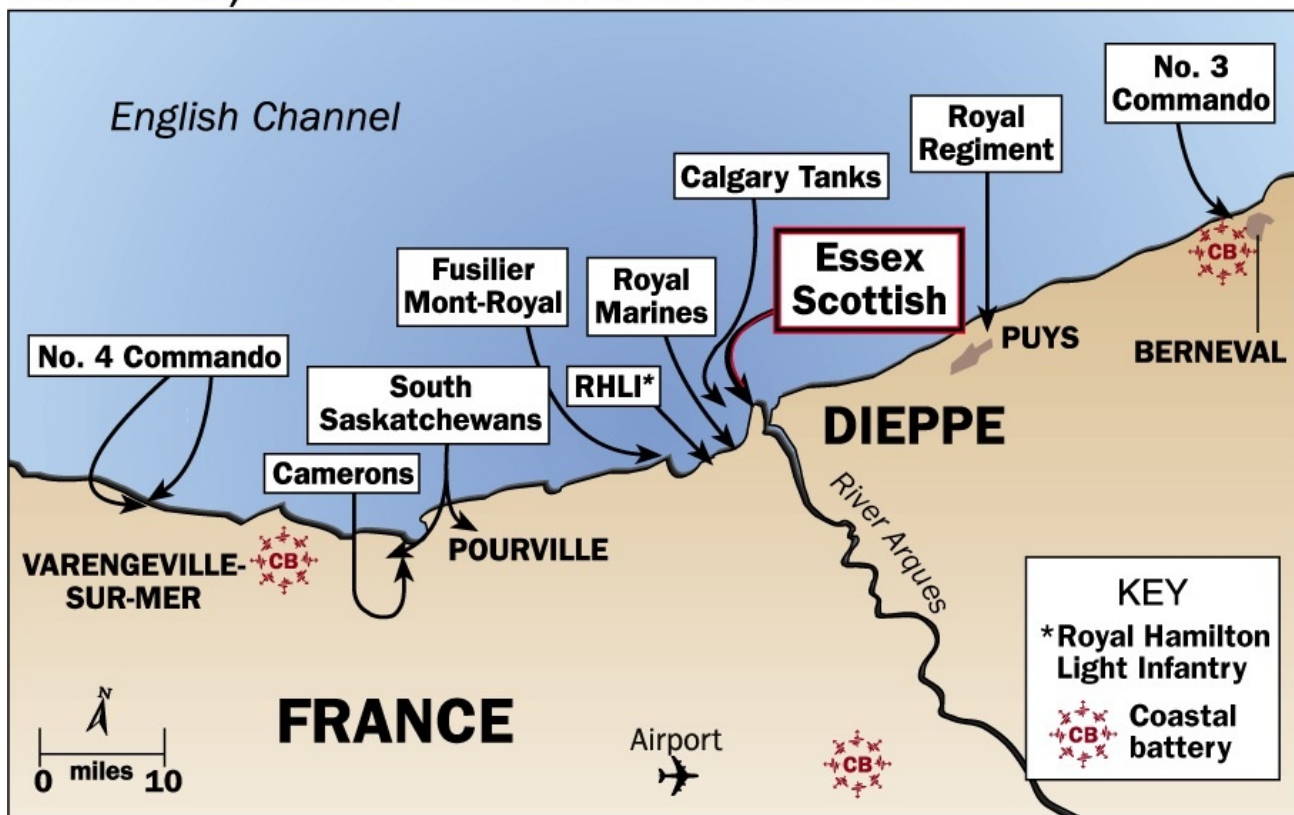 English Channel
No. 3
Commando
Royal
Regiment
Calgary Tanks
Essex
Scottish
Fusilier
Mont-Royal
Royal
Marines
No. 4 Commando
South
Saskatchewans
RHLI*
Camerons
PUYS
BERNEVAL
CB
DIEPPE
River Arques
POURVILLE
VARENGEVILLE-
SUR-MER
CB
FRANCE
Airport
CB
N
0 miles 10
KEY
*Royal Hamilton
Light Infantry
CB
Coastal
battery